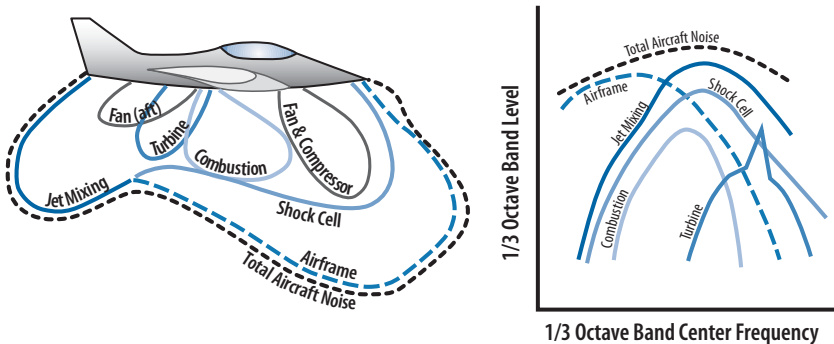 Fan (aft)
Turbine
Combustion
Fan & Compressor
Jet Mixing
Shock Cell
Airframe
Total Aircraft Noise
1/3 Octave Band Level
Total Aircraft Noise
Airframe
Jet Mixing
Shock Cell
Combustion
Turbine
1/3 Octave Band Center Frequency